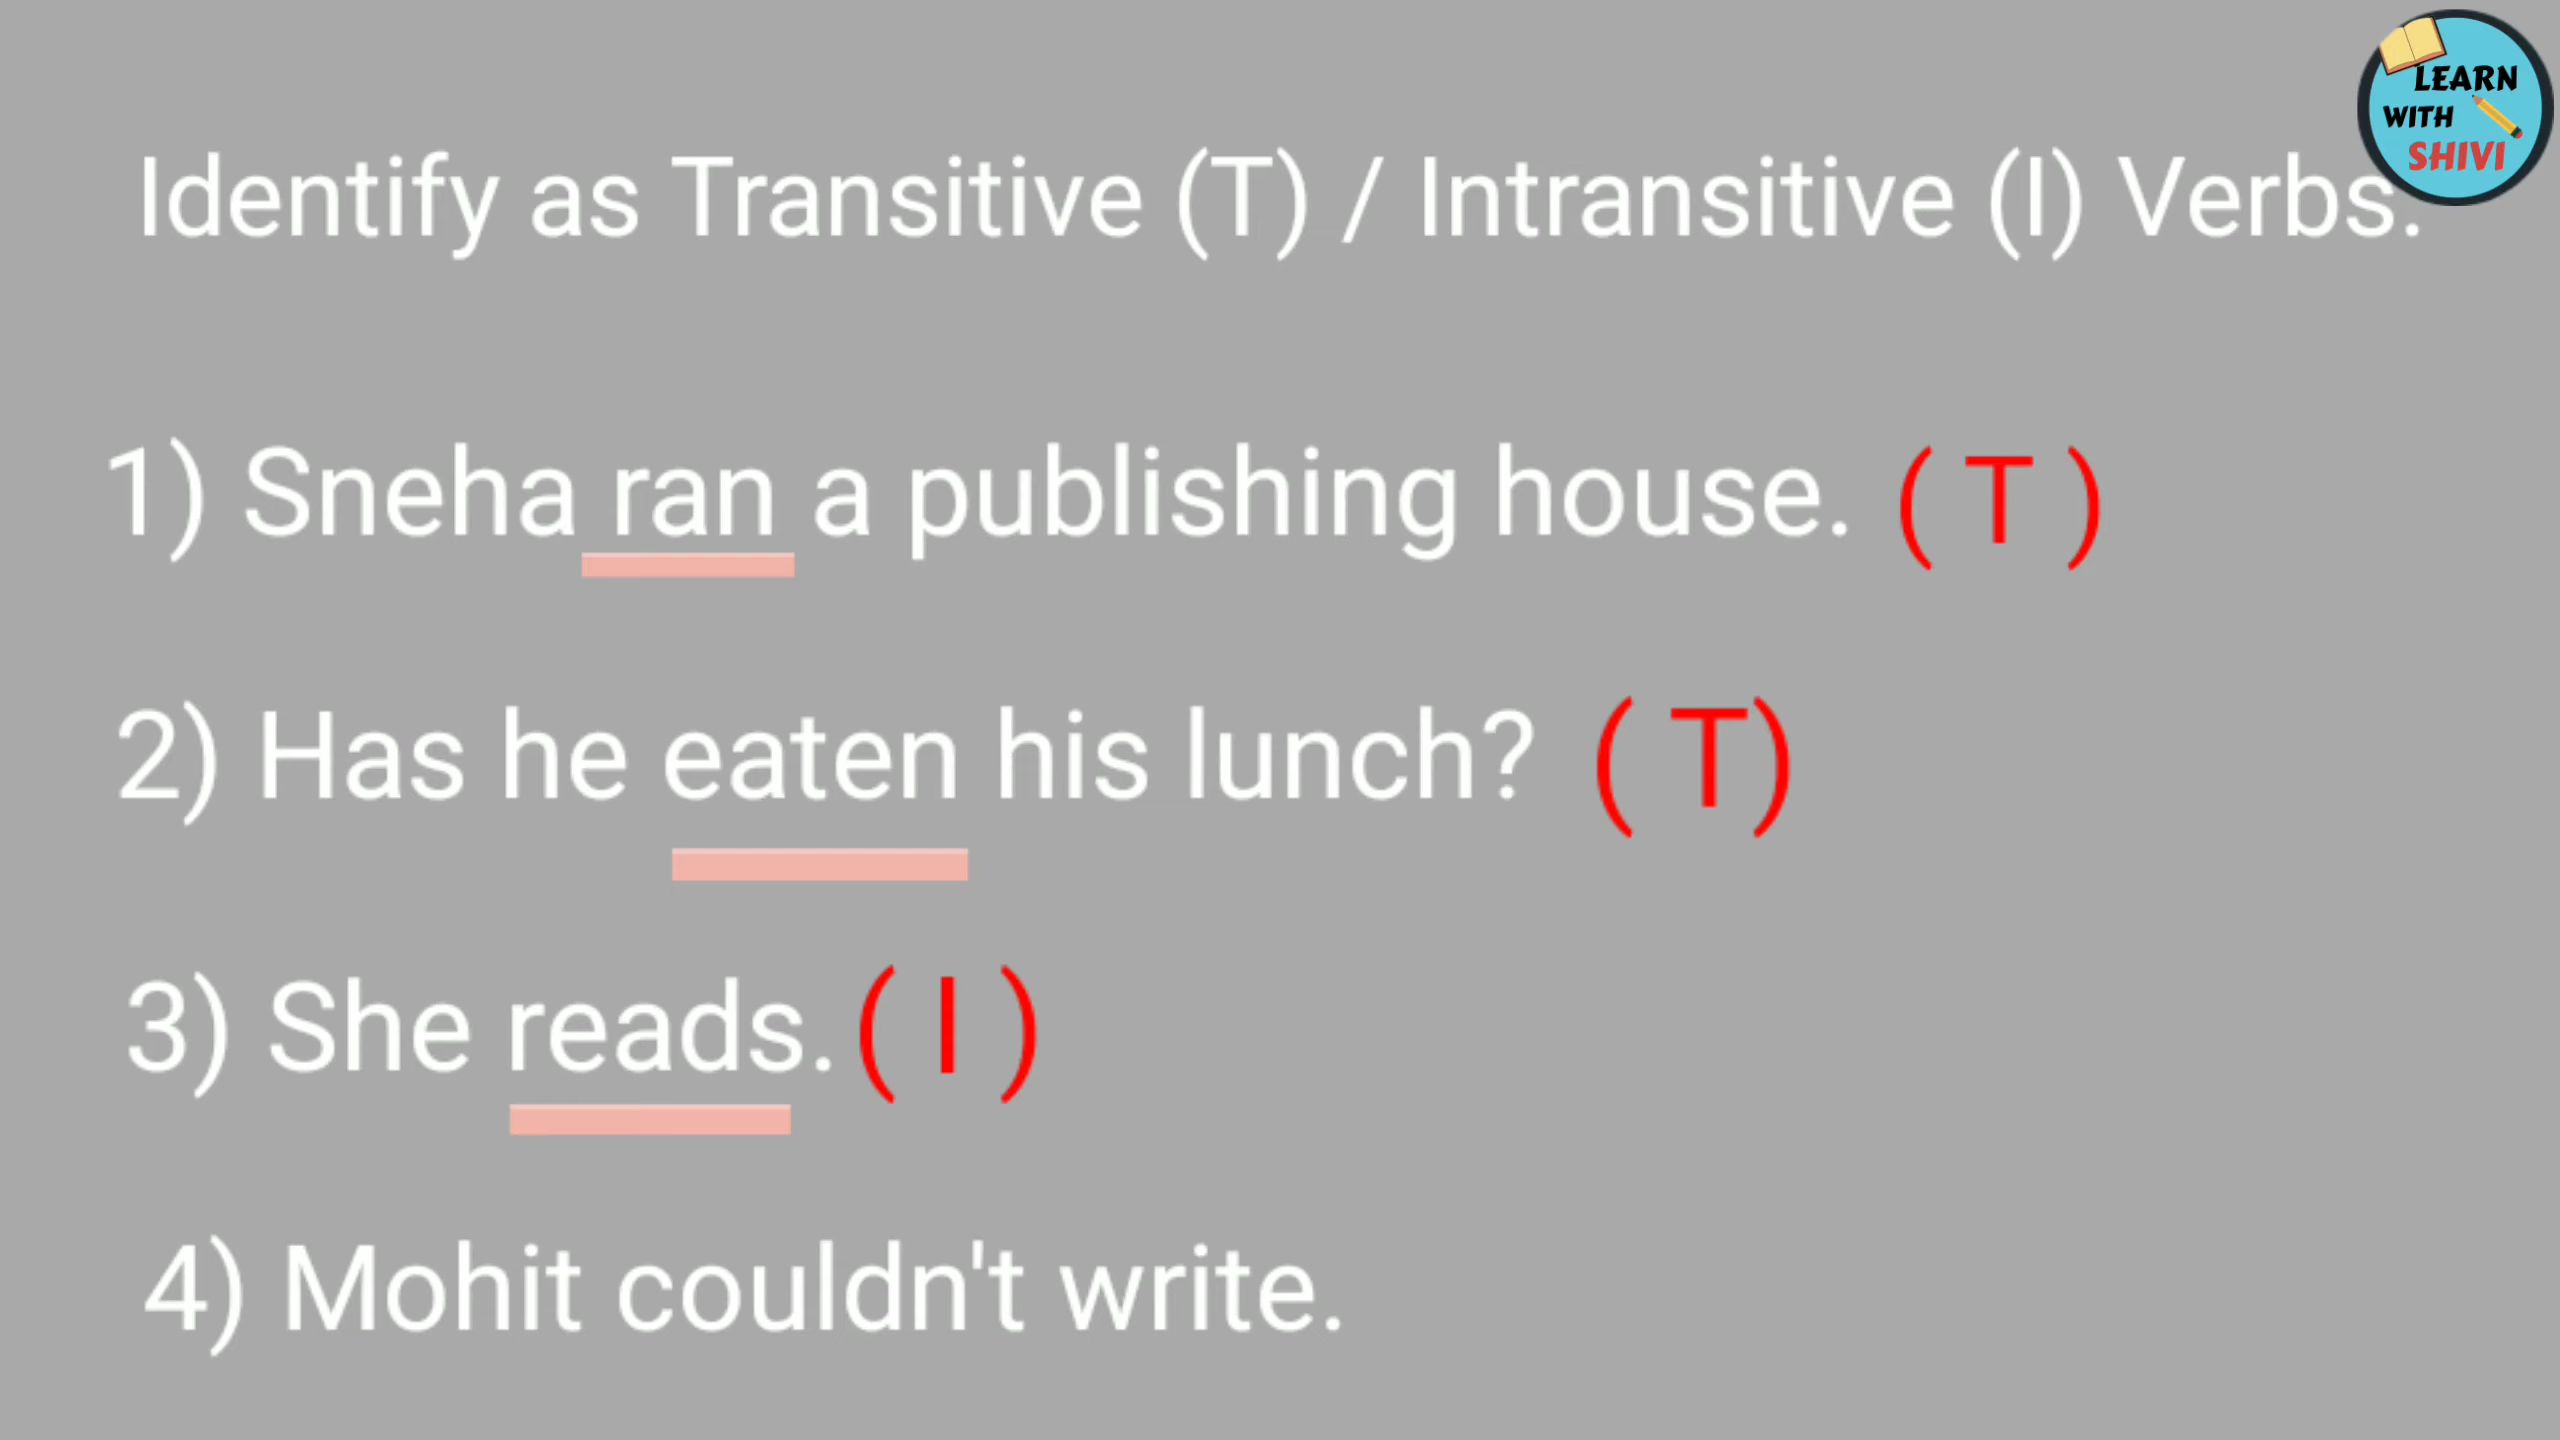 LEARN
WITH
SHIVI
Identify as Transitive (T) / Intransitive (I) Verbs.
1) Sneha ran a publishing house. ( T )
2) Has he eaten his lunch? ( T)
3) She reads. ( I )
4) Mohit couldn't write.